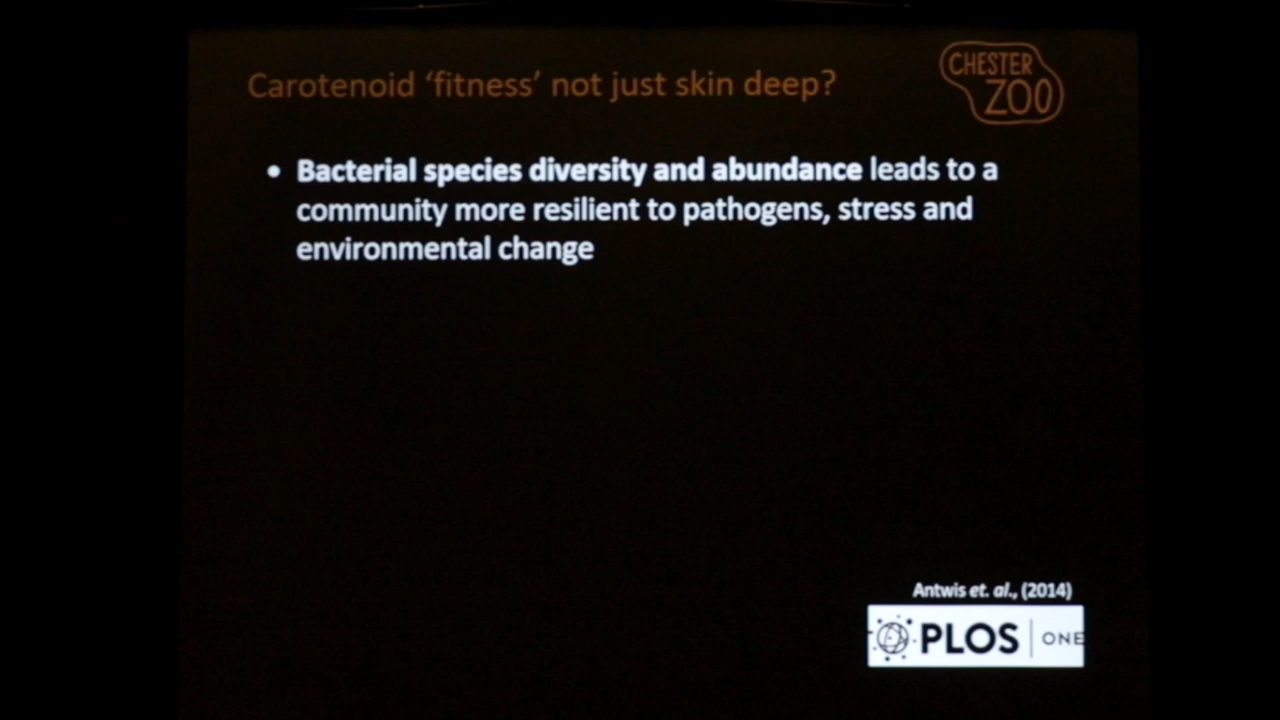 Carotenoid ‘fitness’ not just skin deep?
CHESTER
ZOO
• Bacterial species diversity and abundance leads to a
community more resilient to pathogens, stress and
environmental change
Antwis et. al., (2014)
PLOS ONE